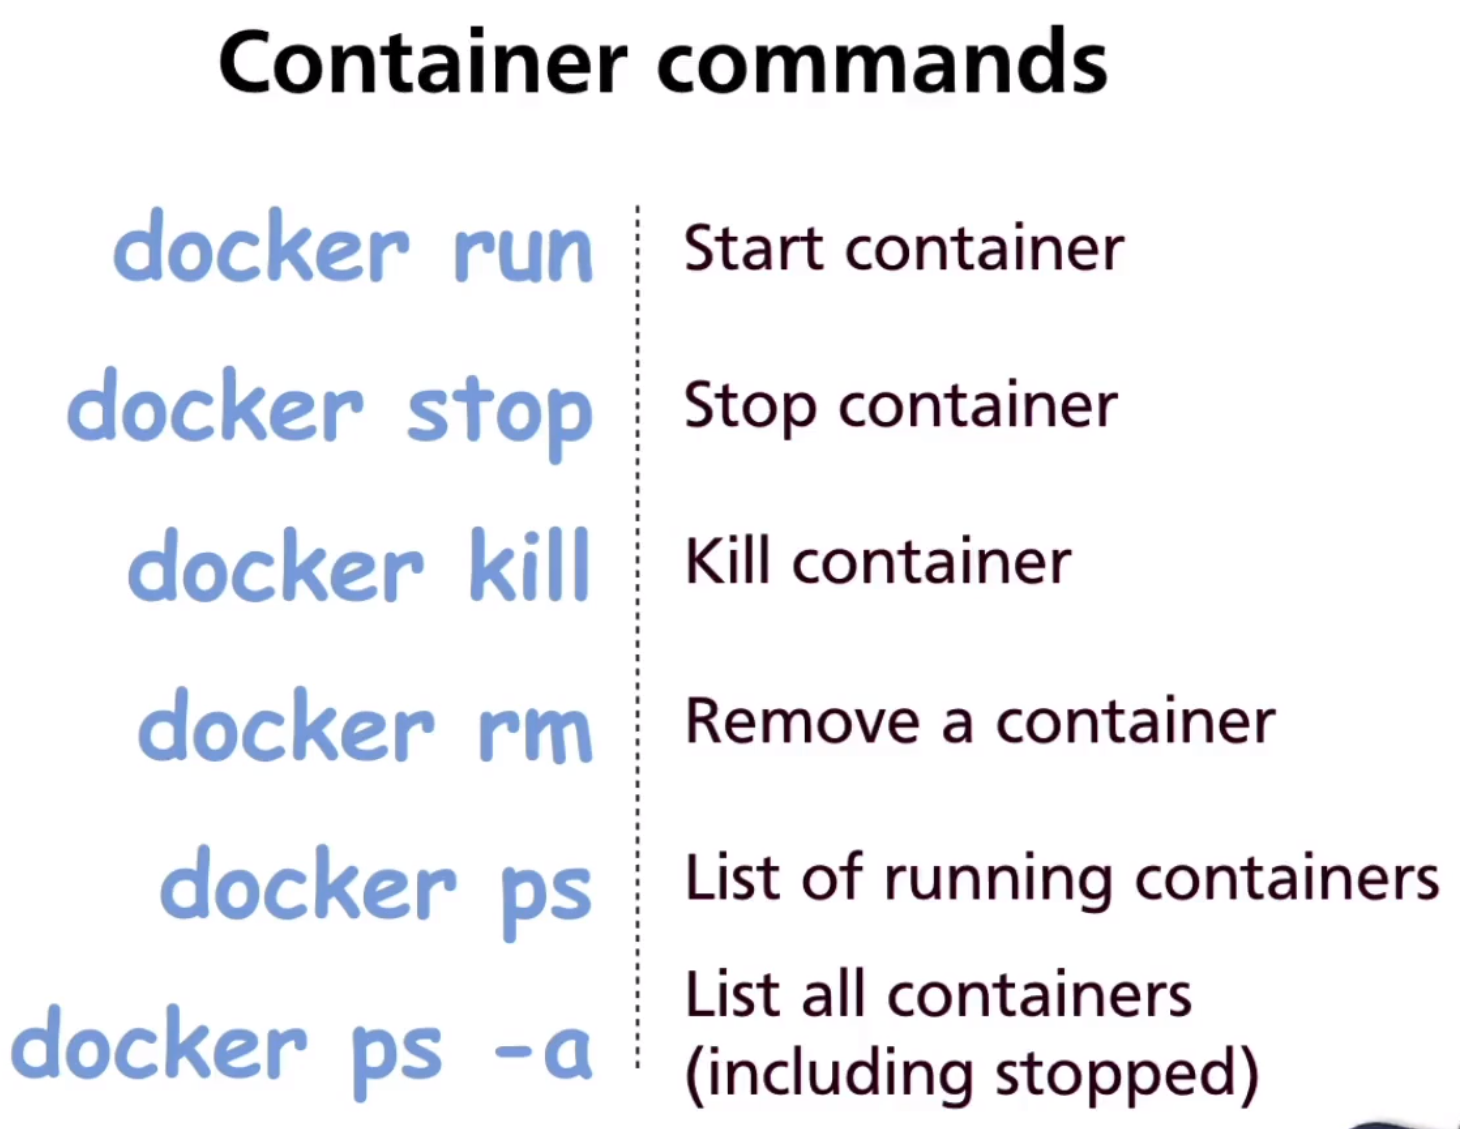 Container commands
docker run Start container
docker stop Stop container
docker kill Kill container
docker rm Remove a container
docker ps List of running containers
docker ps -a List all containers
(including stopped)